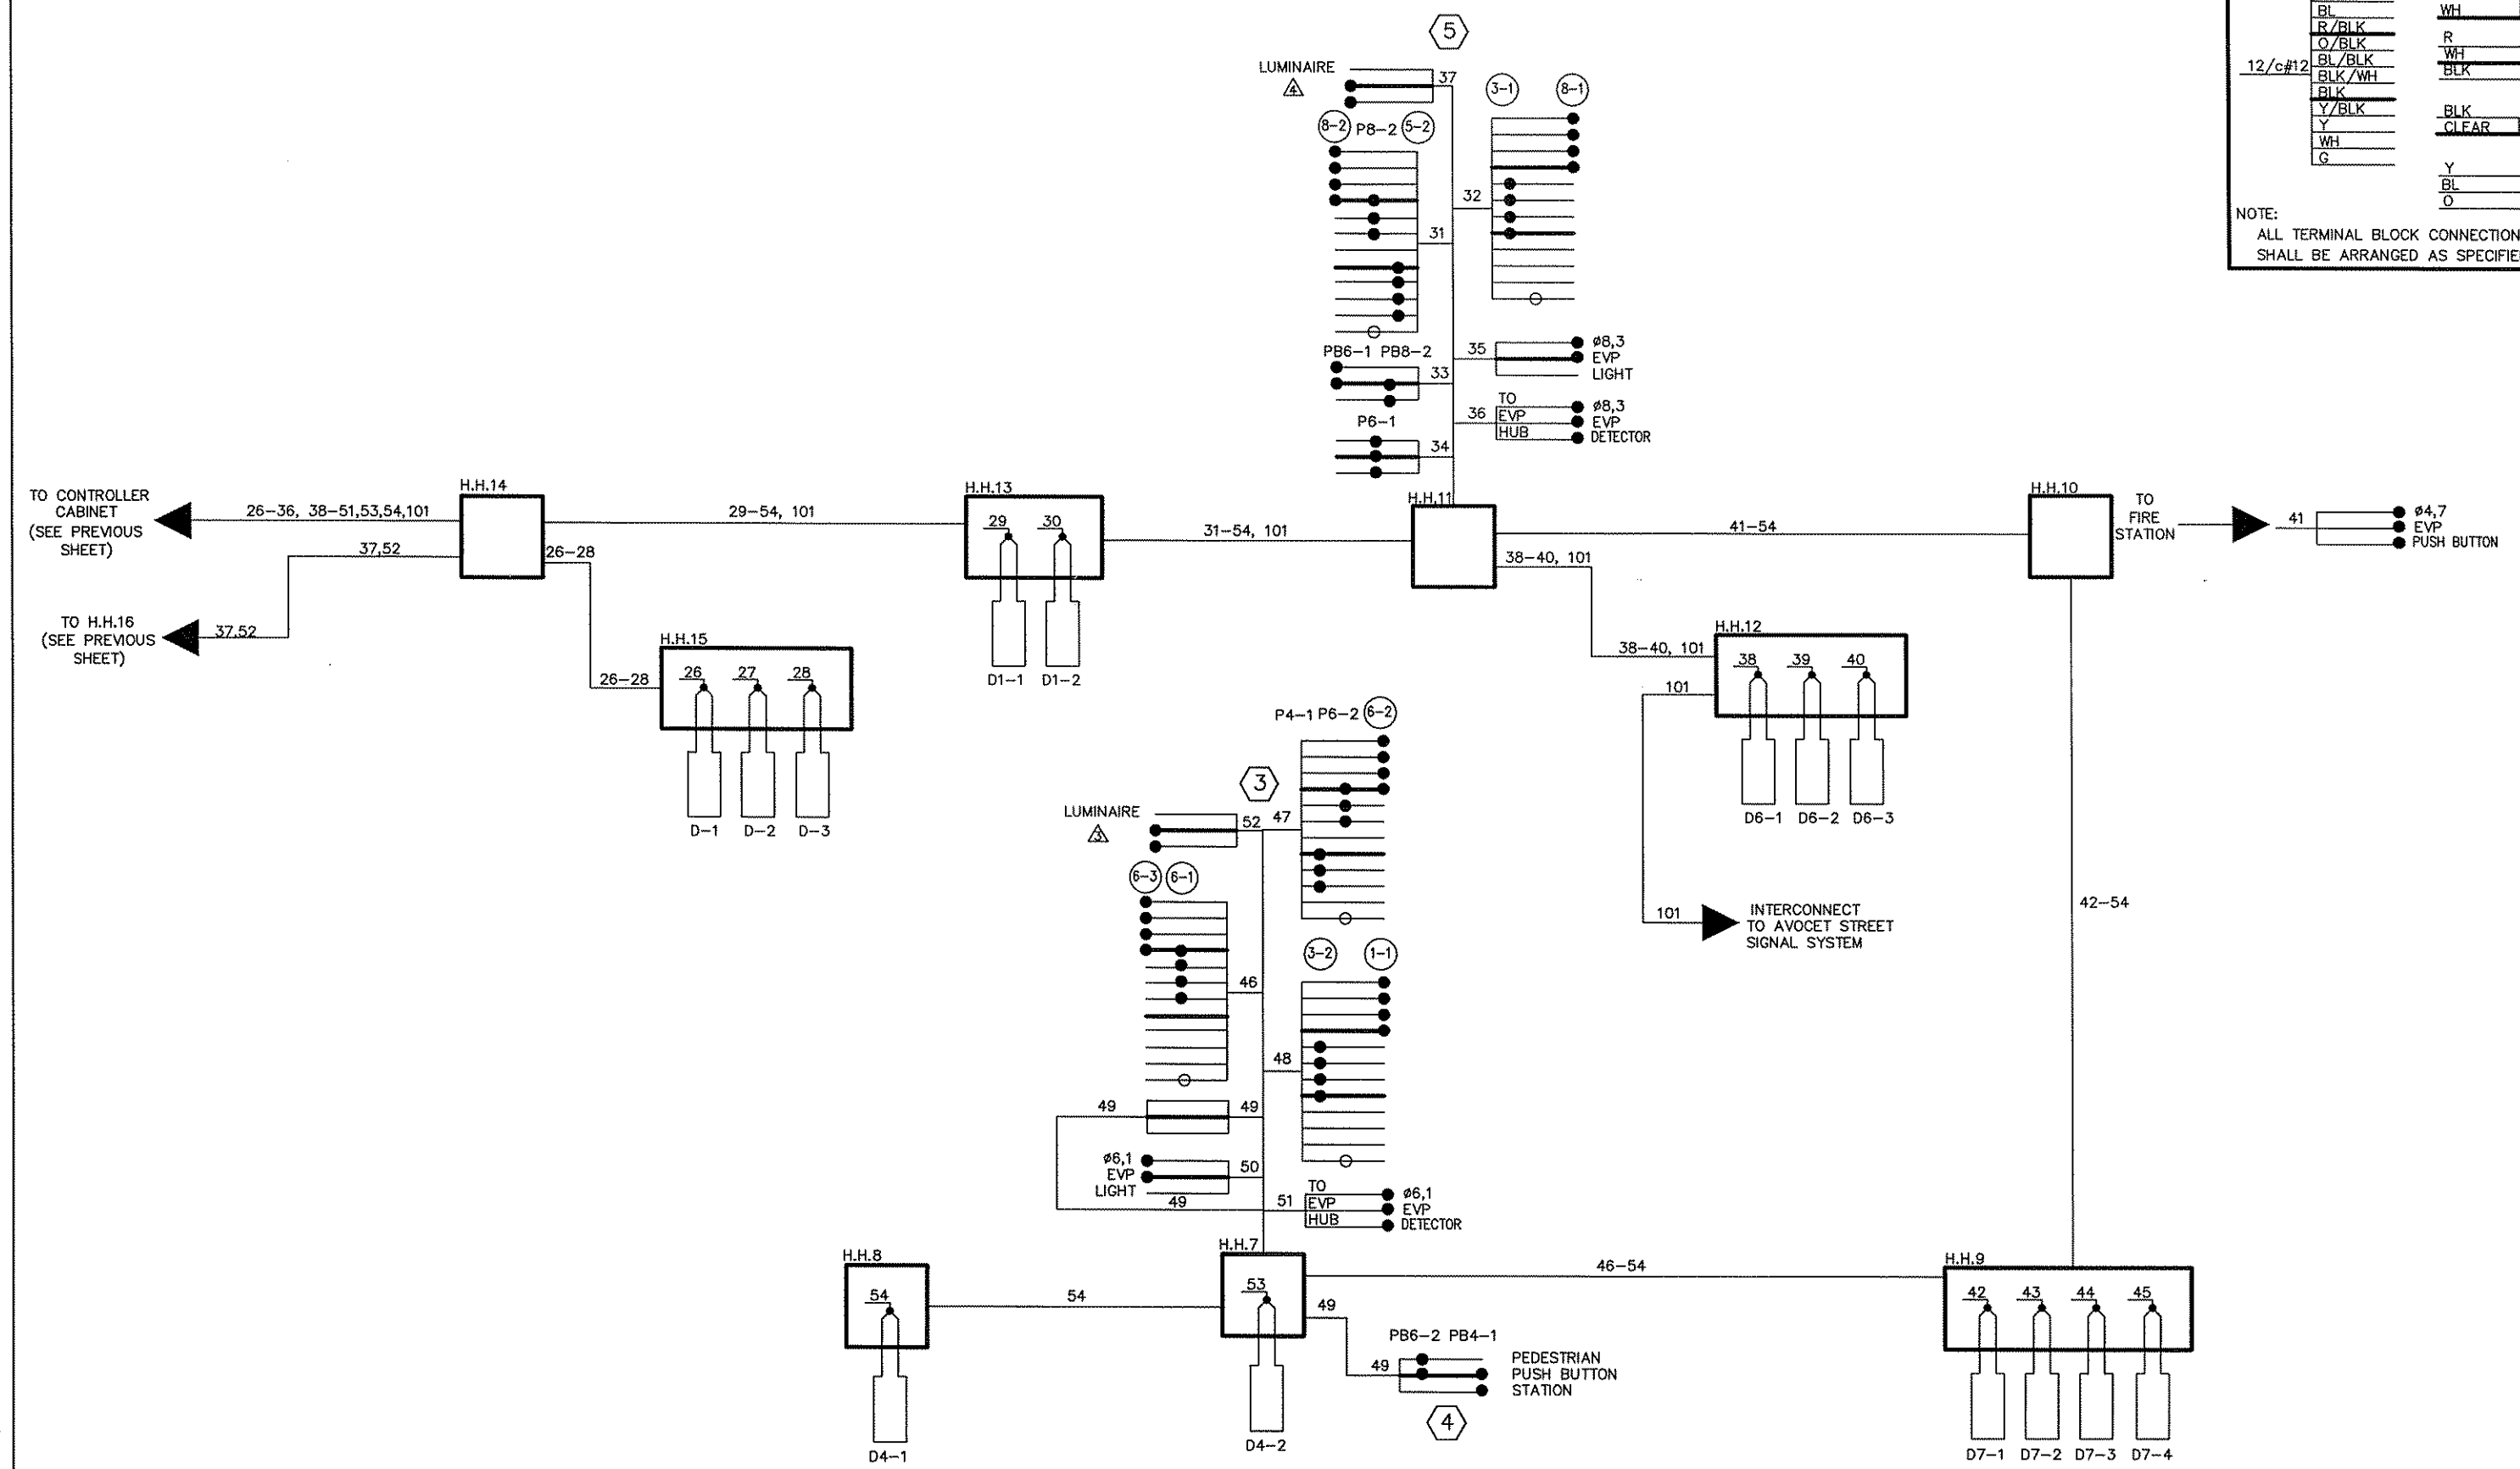 5
LUMINAIRE
4
37
3-1
8-1
8-2
P8-2
5-2
32
31
PB6-1 PB8-2
35
ø8,3
EVP
LIGHT
33
P6-1
36
TO
EVP
HUB
ø8,3
EVP
DETECTOR
34
BL
R/BLK
O/BLK
BL/BLK
BLK/WH
BLK
Y/BLK
Y
WH
G
12/c#12
WH
R
WH
BLK
BLK
CLEAR
Y
BL
O
NOTE:
ALL TERMINAL BLOCK CONNECTION
SHALL BE ARRANGED AS SPECIFIE
TO CONTROLLER
CABINET
(SEE PREVIOUS
SHEET)
26-36, 38-51,53,54,101
H.H.14
29-54, 101
H.H.13
29
30
D1-1
D1-2
31-54, 101
H.H.11
41-54
H.H.10
TO
FIRE
STATION
41
ø4,7
EVP
PUSH BUTTON
37,52
26-28
TO H.H.16
(SEE PREVIOUS
SHEET)
37,52
26-28
H.H.15
26
27
28
D-1
D-2
D-3
38-40, 101
38-40, 101
H.H.12
38
39
40
D6-1
D6-2
D6-3
101
101
INTERCONNECT
TO AVOCET STREET
SIGNAL SYSTEM
P4-1 P6-2
6-2
3
LUMINAIRE
3
52
47
6-3
6-1
46
3-2
1-1
48
49
49
ø6,1
EVP
LIGHT
50
49
51
TO
EVP
HUB
ø6,1
EVP
DETECTOR
42-54
H.H.8
54
D4-1
54
H.H.7
53
D4-2
46-54
49
49
PB6-2 PB4-1
PEDESTRIAN
PUSH BUTTON
STATION
4
H.H.9
42
43
44
45
D7-1
D7-2
D7-3
D7-4